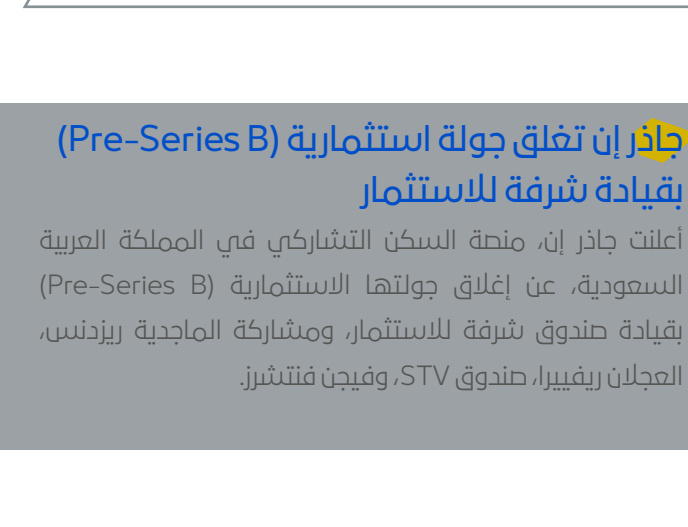 جاذر إن تغلق جولة استثمارية (Pre-Series B)
بقيادة شرفة للاستثمار
أعلنت جاذر إن، منصة السكن التشاركي في المملكة العربية
السعودية، عن إغلاق جولتها الاستثمارية (Pre-Series B)
بقيادة صندوق شرفة للاستثمار، ومشاركة الماجدية ريزدنس،
العجلان ريفييرا، صندوق STV، وفيجن فنتشرز.